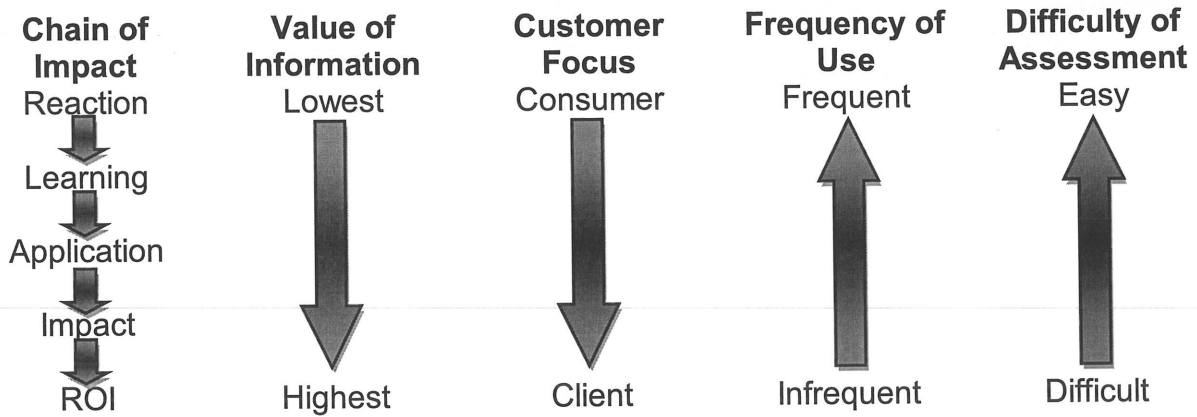 Chain of
Impact
Reaction
Learning
Application
Impact
ROI
Value of
Information
Lowest
Highest
Customer
Focus
Consumer
Client
Frequency of
Use
Frequent
Infrequent
Difficulty of
Assessment
Easy
Difficult